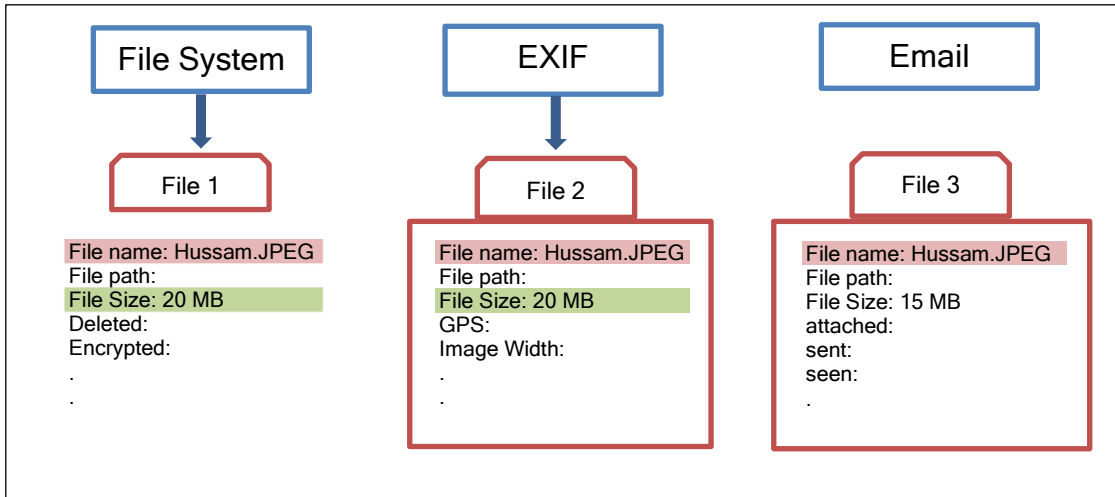 File System
EXIF
Email
File 1
File 2
File 3
File name: Hussam.JPEG
File path:
File Size: 20 MB
Deleted:
Encrypted:
.
.
File name: Hussam.JPEG
File path:
File Size: 20 MB
GPS:
Image Width:
.
.
File name: Hussam.JPEG
File path:
File Size: 15 MB
attached:
sent:
seen:
.